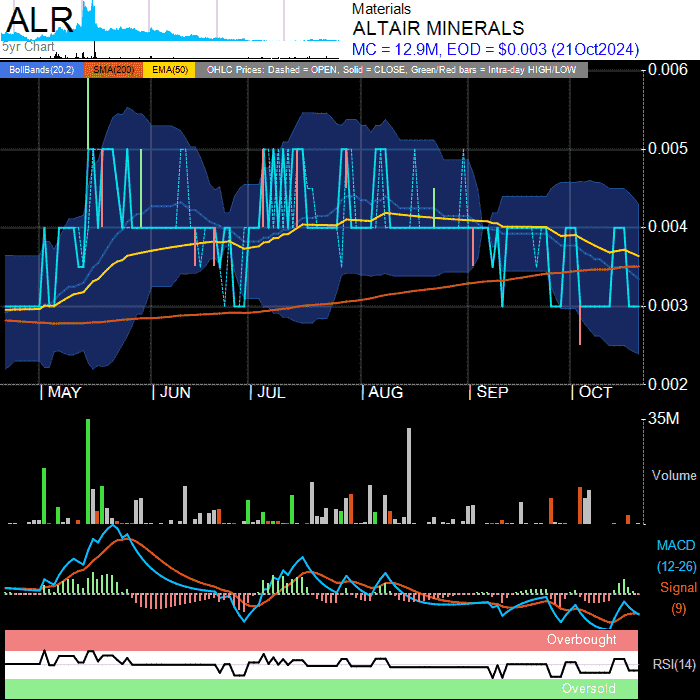 ALR
5yr Chart
Materials
ALTAIR MINERALS
MC = 12.9M, EOD = $0.003 (21Oct2024)
BollBands(20,2) SMA(200) EMA(50) OHLC Prices: Dashed = OPEN, Solid = CLOSE, Green/Red bars = Intra-day HIGH/LOW
0.006
0.005
0.004
0.003
0.002
MAY JUN JUL AUG SEP OCT
35M
Volume
MACD
(12-26)
Signal
(9)
Overbought
RSI(14)
Oversold